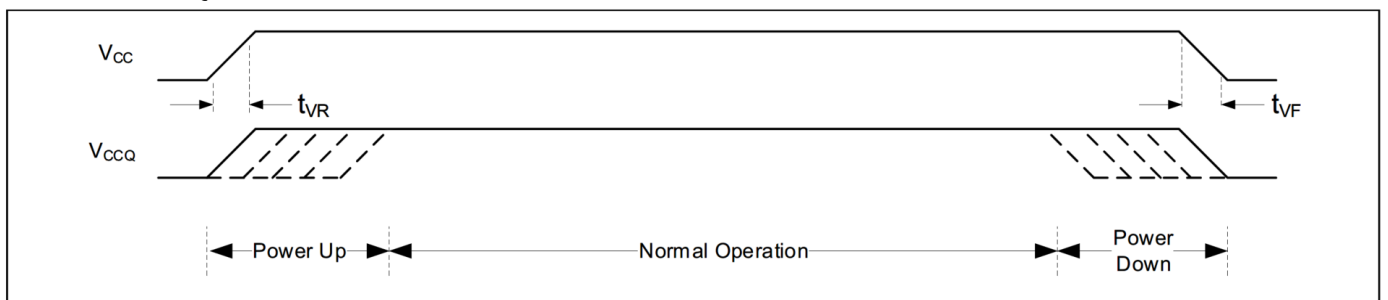 VCC
tVR
tVF
VCCQ
Power Up
Normal Operation
Power
Down